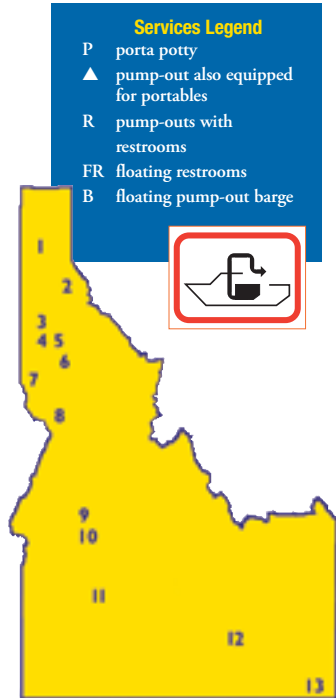 Services Legend
P porta potty
▲ pump-out also equipped
for portables
R pump-outs with
restrooms
FR floating restrooms
B floating pump-out barge
1
2
3
4 5
6
7
8
9
10
11
12
13